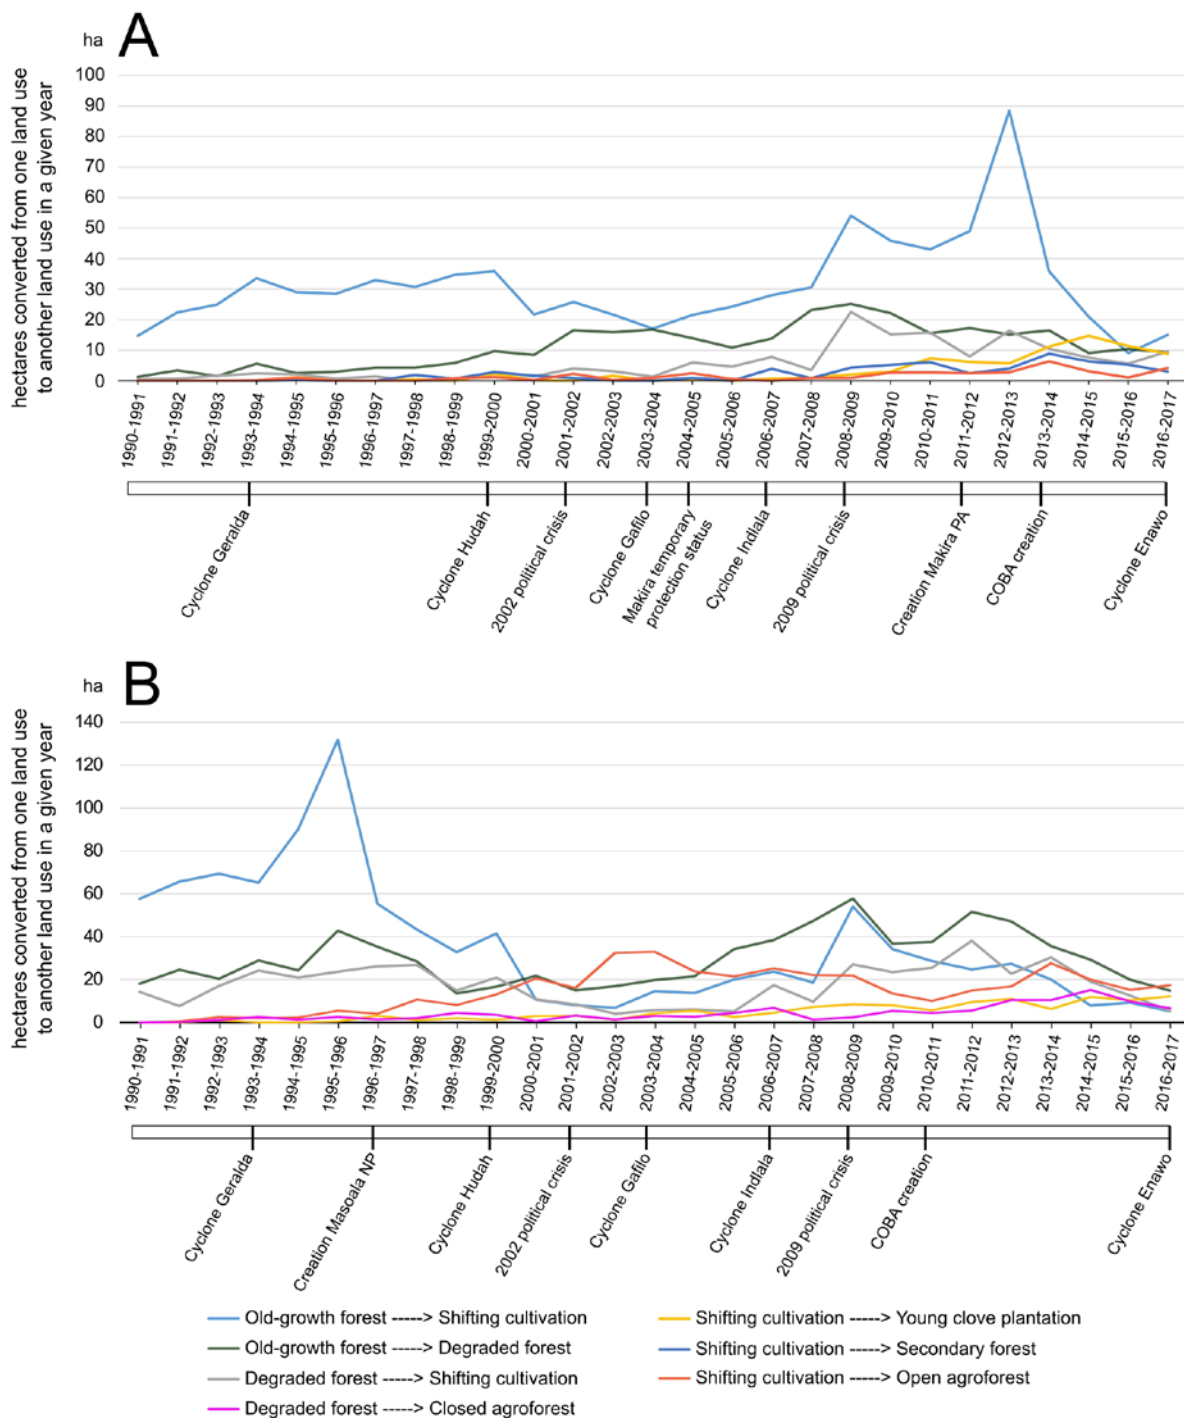 ha
A
hectares converted from one land use
to another land use in a given year
100
90
80
70
60
50
40
30
20
10
0
1990-1991
1991-1992
1992-1993
1993-1994
1994-1995
1995-1996
1996-1997
1997-1998
1998-1999
1999-2000
2000-2001
2001-2002
2002-2003
2003-2004
2004-2005
2005-2006
2006-2007
2007-2008
2008-2009
2009-2010
2010-2011
2011-2012
2012-2013
2013-2014
2014-2015
2015-2016
2016-2017
Cyclone Geralda
Cyclone Hudah
2002 political crisis
Cyclone Gafilo
Makira temporary
protection status
Cyclone Indlala
2009 political crisis
Creation Makira PA
COBA creation
Cyclone Enawo
ha
B
hectares converted from one land use
to another land use in a given year
140
120
100
80
60
40
20
0
1990-1991
1991-1992
1992-1993
1993-1994
1994-1995
1995-1996
1996-1997
1997-1998
1998-1999
1999-2000
2000-2001
2001-2002
2002-2003
2003-2004
2004-2005
2005-2006
2006-2007
2007-2008
2008-2009
2009-2010
2010-2011
2011-2012
2012-2013
2013-2014
2014-2015
2015-2016
2016-2017
Cyclone Geralda
Creation Masoala NP
Cyclone Hudah
2002 political crisis
Cyclone Gafilo
Cyclone Indlala
2009 political crisis
COBA creation
Cyclone Enawo
Old-growth forest -----> Shifting cultivation
Old-growth forest -----> Degraded forest
Degraded forest -----> Shifting cultivation
Degraded forest -----> Closed agroforest
Shifting cultivation -----> Young clove plantation
Shifting cultivation -----> Secondary forest
Shifting cultivation -----> Open agroforest